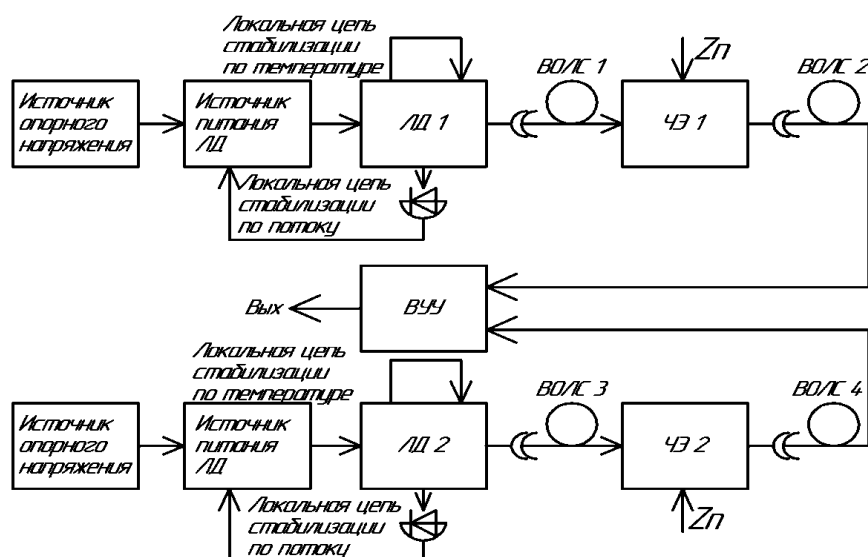 Локальная цепь
стабилизации
по температуре
ВОЛС 1
Zп
ВОЛС 2
Источник
опорного
напряжения
Источник
питания
ЛД
ЛД 1
ЧЭ 1
Локальная цепь
стабилизации
по потоку
Вых
ВУУ
Локальная цепь
стабилизации
по температуре
ВОЛС 3
ВОЛС 4
Источник
опорного
напряжения
Источник
питания
ЛД
ЛД 2
ЧЭ 2
Локальная цепь
стабилизации
по потоку
Zп